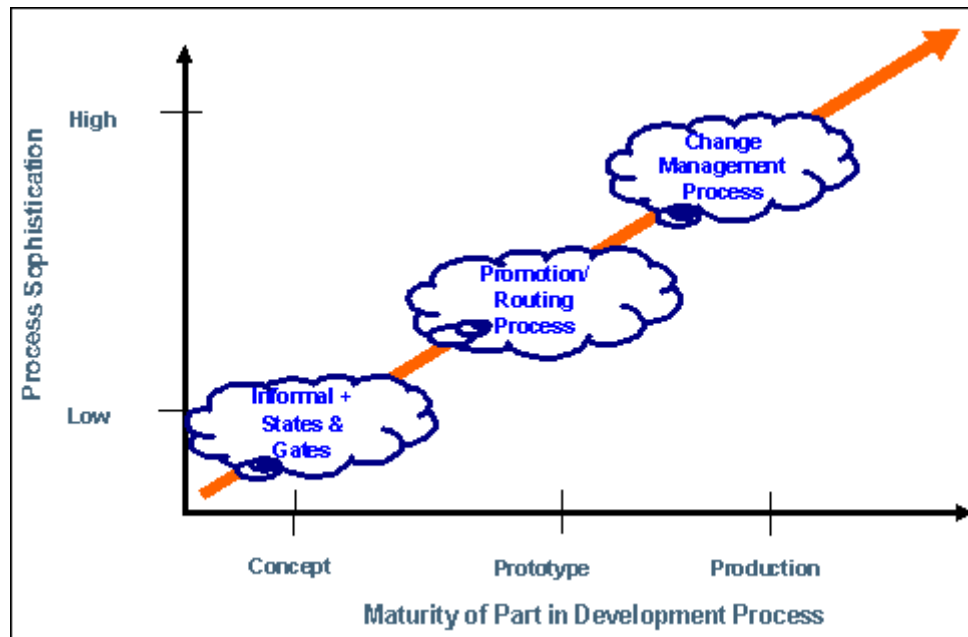 High
Change
Management
Process
Process Sophistication
Promotion/
Routing
Process
Informal +
States &
Gates
Low
Concept
Prototype
Production
Maturity of Part in Development Process